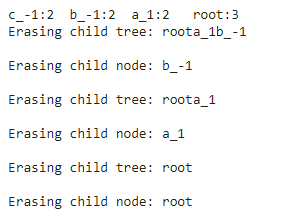 c_-1:2  b_-1:2  a_1:2   root:3
Erasing child tree: roota_1b_-1
Erasing child node: b_-1
Erasing child tree: roota_1
Erasing child node: a_1
Erasing child tree: root
Erasing child node: root